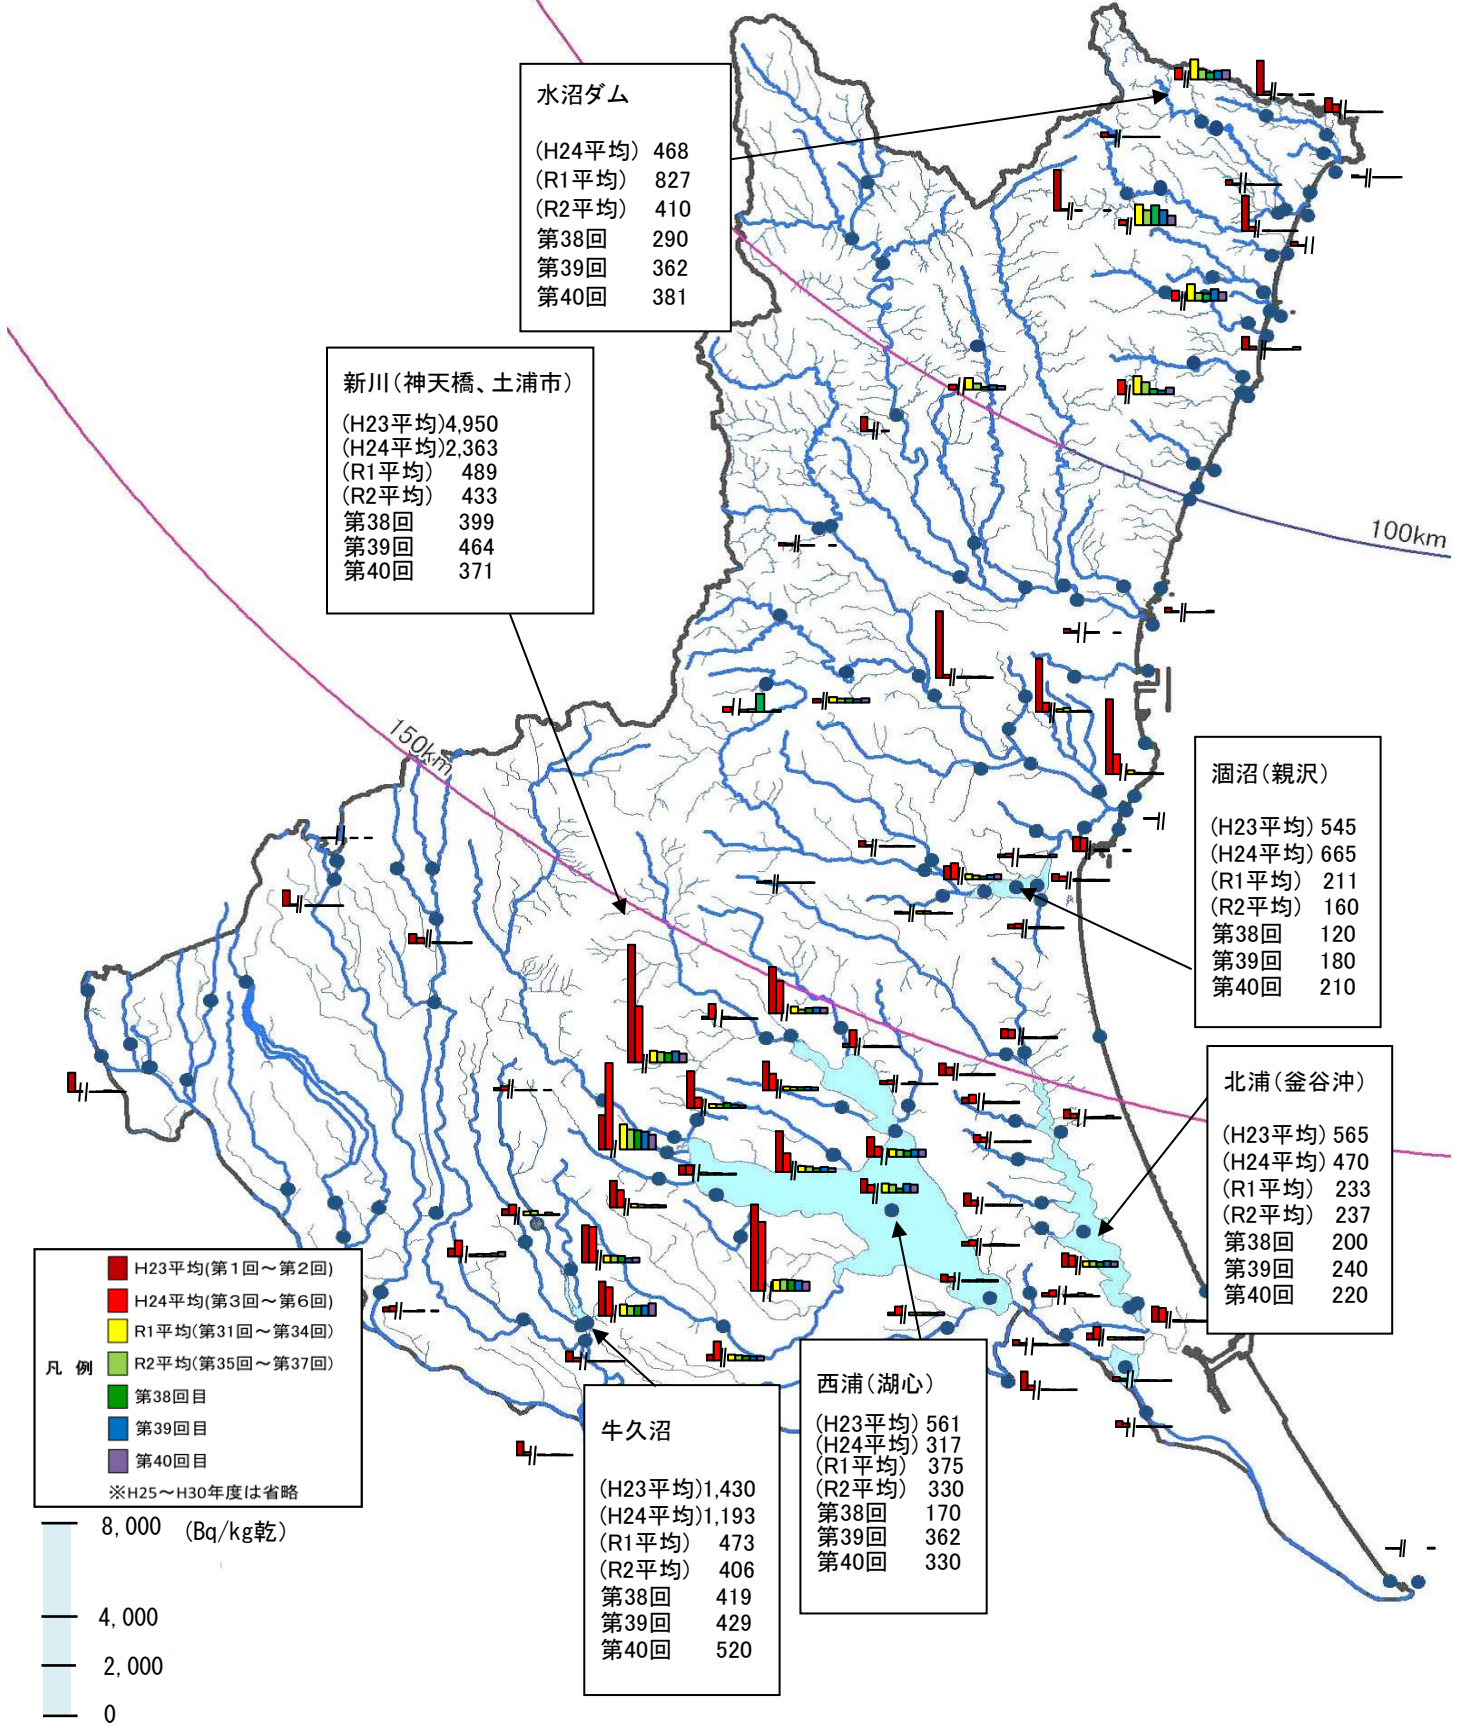 水沼ダム
(H24平均) 468
(R1平均) 827
(R2平均) 410
第38回 290
第39回 362
第40回 381
新川(神天橋、土浦市)
(H23平均)4,950
(H24平均)2,363
(R1平均) 489
(R2平均) 433
第38回 399
第39回 464
第40回 371
100km
150km
涸沼(親沢)
(H23平均) 545
(H24平均) 665
(R1平均) 211
(R2平均) 160
第38回 120
第39回 180
第40回 210
北浦(釜谷沖)
(H23平均) 565
(H24平均) 470
(R1平均) 233
(R2平均) 237
第38回 200
第39回 240
第40回 220
西浦(湖心)
(H23平均) 561
(H24平均) 317
(R1平均) 375
(R2平均) 330
第38回 170
第39回 362
第40回 330
牛久沼
(H23平均)1,430
(H24平均)1,193
(R1平均) 473
(R2平均) 406
第38回 419
第39回 429
第40回 520
凡 例
H23平均(第1回~第2回)
H24平均(第3回~第6回)
R1平均(第31回~第34回)
R2平均(第35回~第37回)
第38回目
第39回目
第40回目
※H25~H30年度は省略
8,000 (Bq/kg乾)
4,000
2,000
0